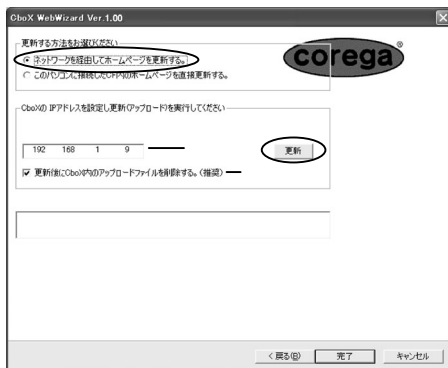 CboX WebWizard Ver.1.00
更新する方法をお選びください
ネットワークを経由してホームページを更新する。
このパソコンに接続したCF内のホームページを直接更新する。
corega
CboXの IPアドレスを設定し更新(アップロード)を実行してください
192 168 1 9
更新
更新後にCboX内のアップロードファイルを削除する。(推奨)
< 戻る(B)
完了
キャンセル